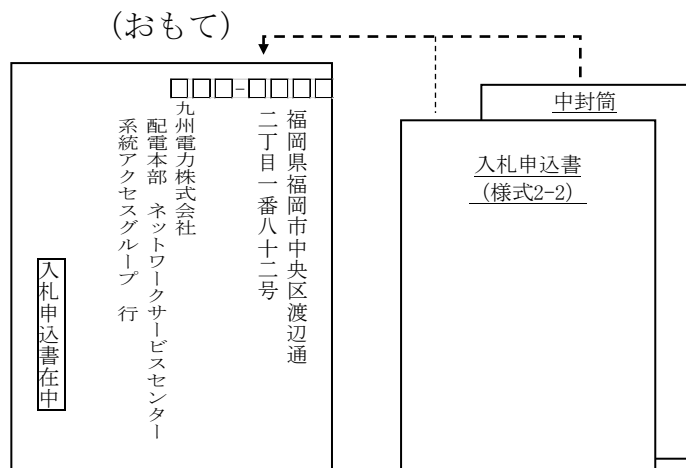 (おもて)
□□□-□□□□
福岡県福岡市中央区渡辺通
二丁目一番八十二号
九州電力株式会社
配電本部 ネットワークサービスセンター
系統アクセスグループ 行
入札申込書在中
中封筒
入札申込書
(様式2-2)